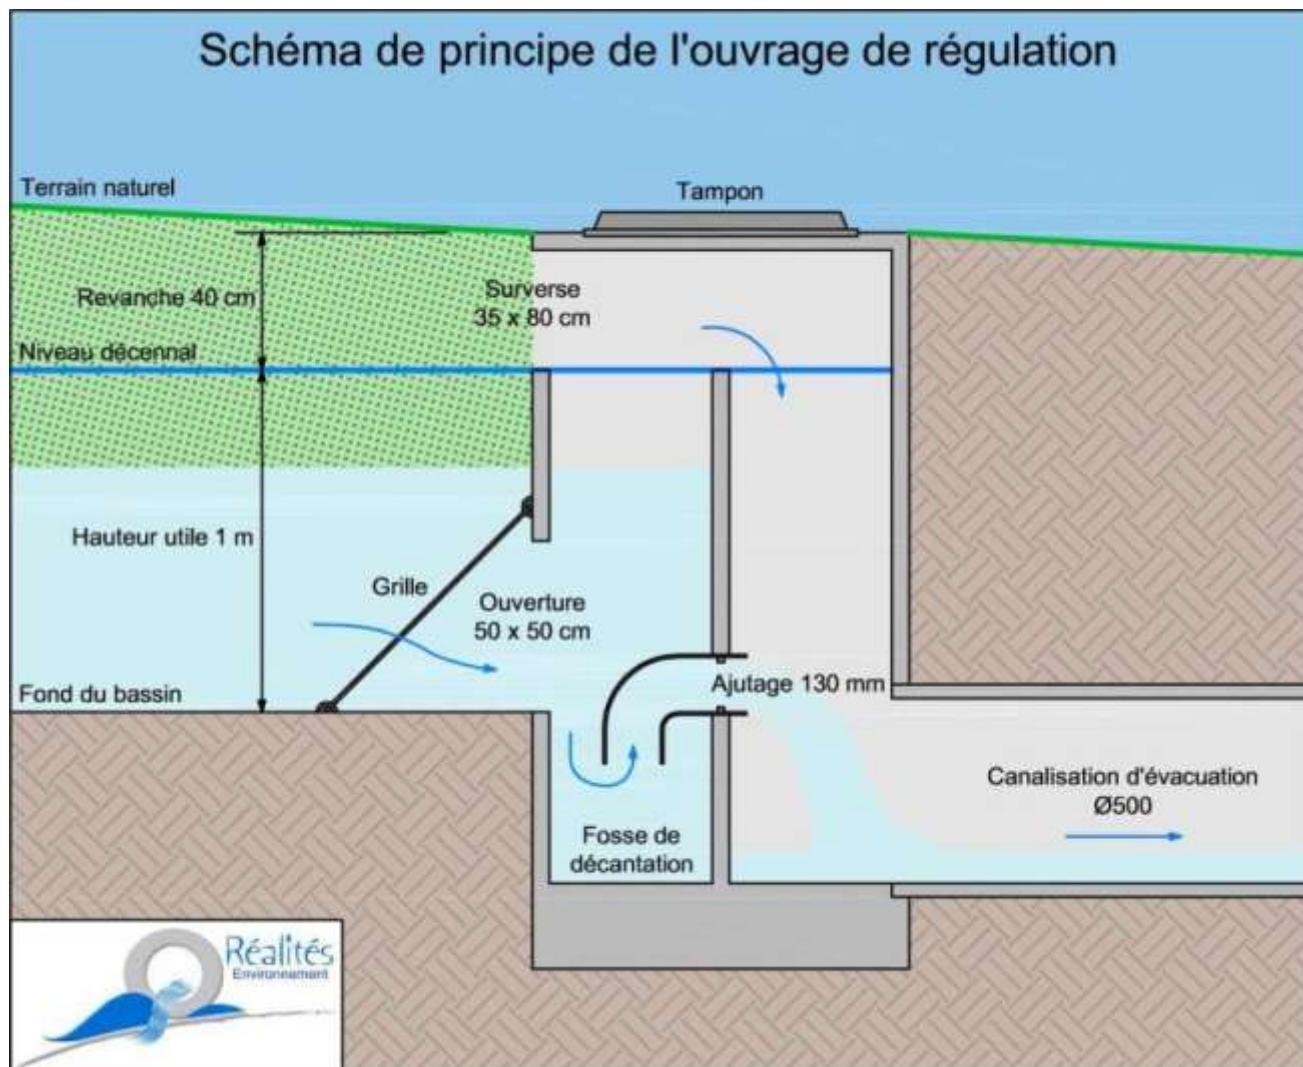 Schéma de principe de l'ouvrage de régulation
Terrain naturel
Tampon
Revanche 40 cm
Surverse
35 x 80 cm
Niveau décennal
Hauteur utile 1 m
Grille
Ouverture
50 x 50 cm
Fond du bassin
Ajutage 130 mm
Canalisation d'évacuation
Ø500
Fosse de
décantation
Réalités
Environnement